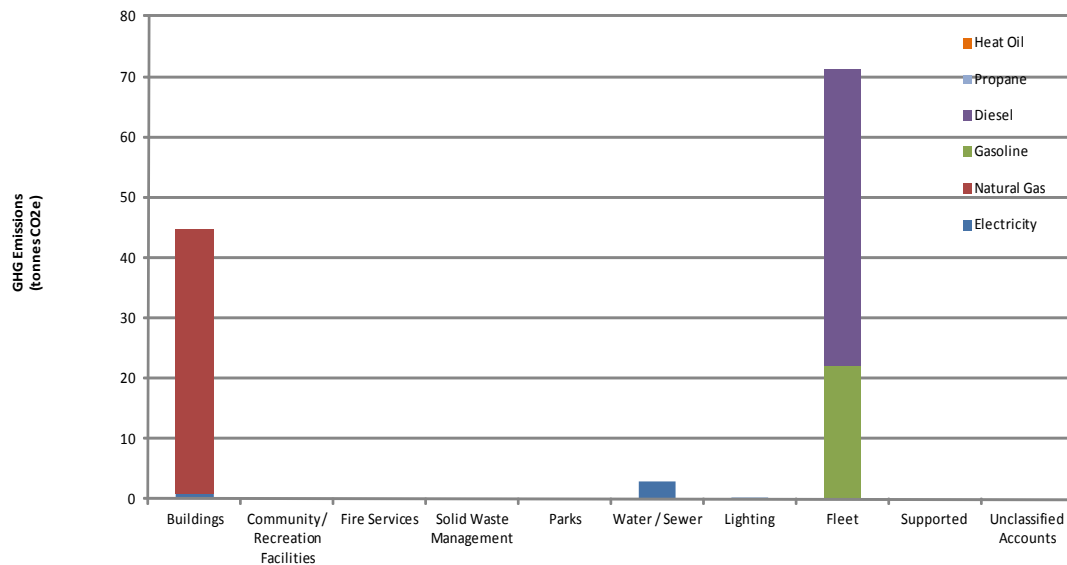 GHG Emissions
(tonnes CO2e)
80
70
60
50
40
30
20
10
0
Heat Oil
Propane
Diesel
Gasoline
Natural Gas
Electricity
Buildings
Community/
Recreation
Facilities
Fire Services
Solid Waste
Management
Parks
Water / Sewer
Lighting
Fleet
Supported
Unclassified
Accounts